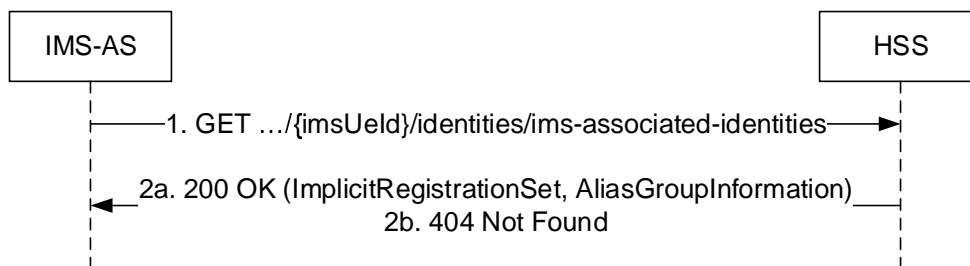 IMS-AS
HSS
1. GET …/{imsUeId}/identities/ims-associated-identities
2a. 200 OK (ImplicitRegistrationSet, AliasGroupInformation)
2b. 404 Not Found